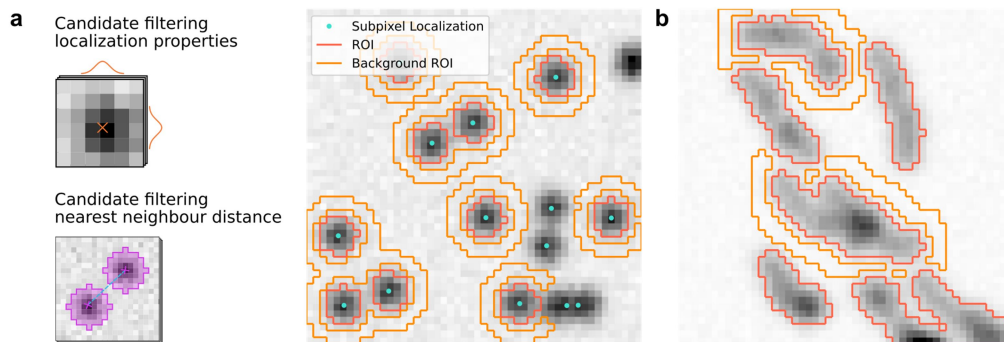 a
Candidate filtering
localization properties
Candidate filtering
nearest neighbour distance
Subpixel Localization
ROI
Background ROI
b